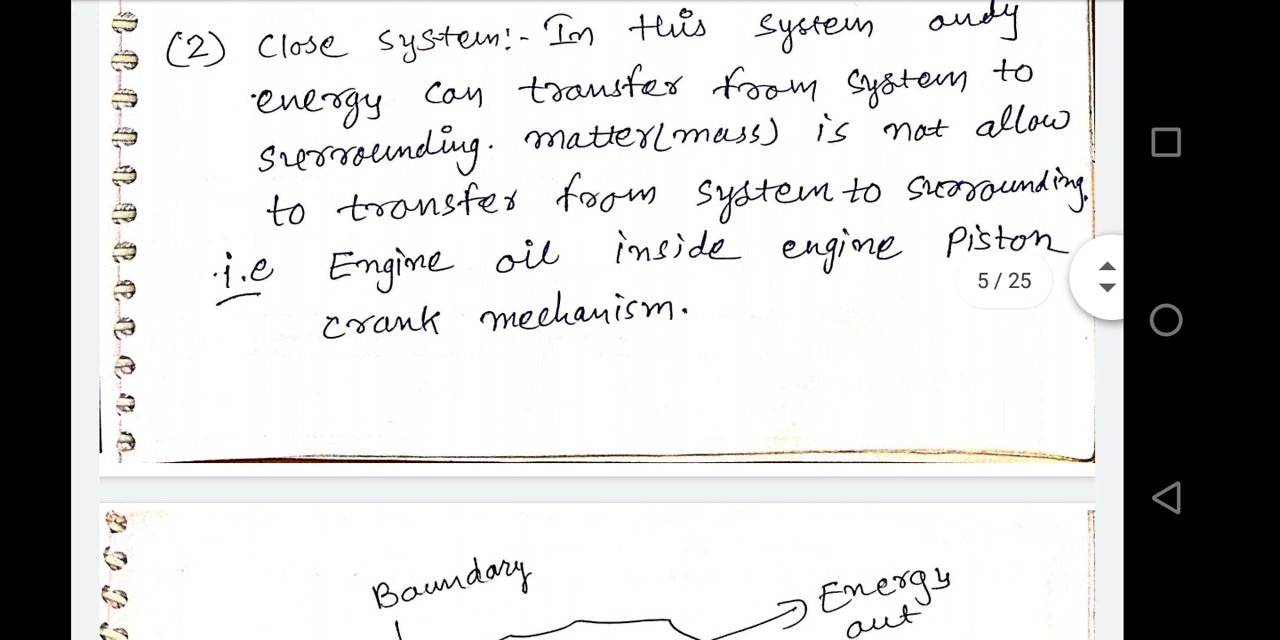 (2) Close system:- In this system ondy
energy can transfer from system to
surrounding. matter(mass) is not allow
to transfer from system to surrounding.
i.e Engine oil inside engine Piston
5 / 25
crank mechanism.
Boundary
Energy
out